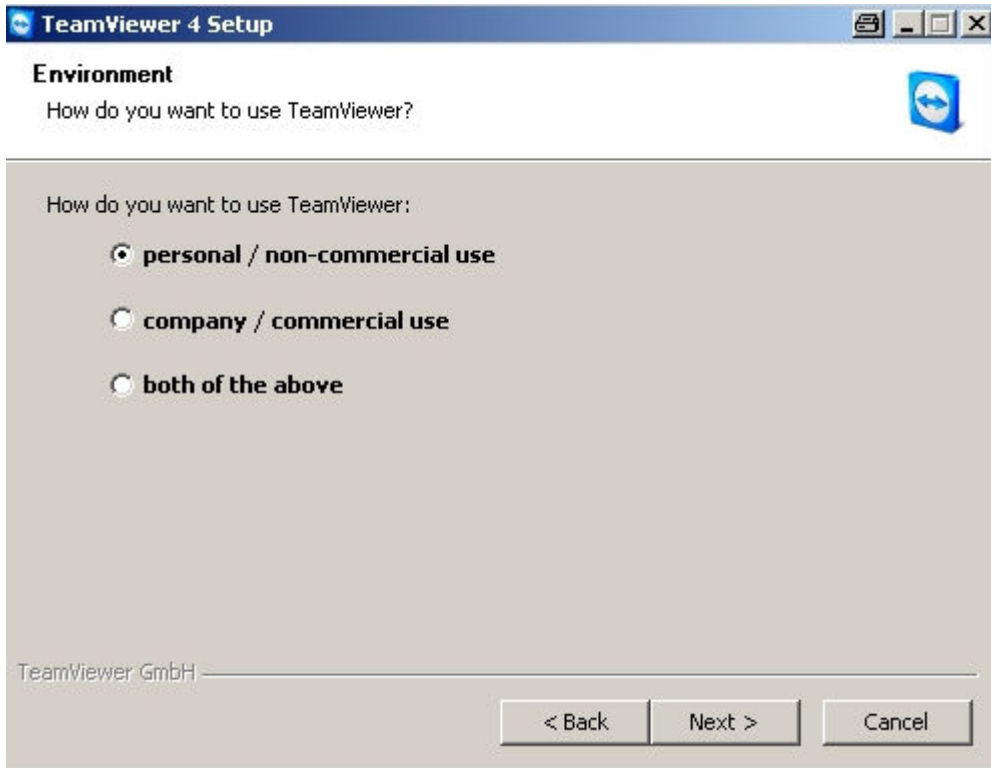 TeamViewer 4 Setup
Environment
How do you want to use TeamViewer?
How do you want to use TeamViewer:
personal / non-commercial use
company / commercial use
both of the above
TeamViewer GmbH
< Back Next > Cancel